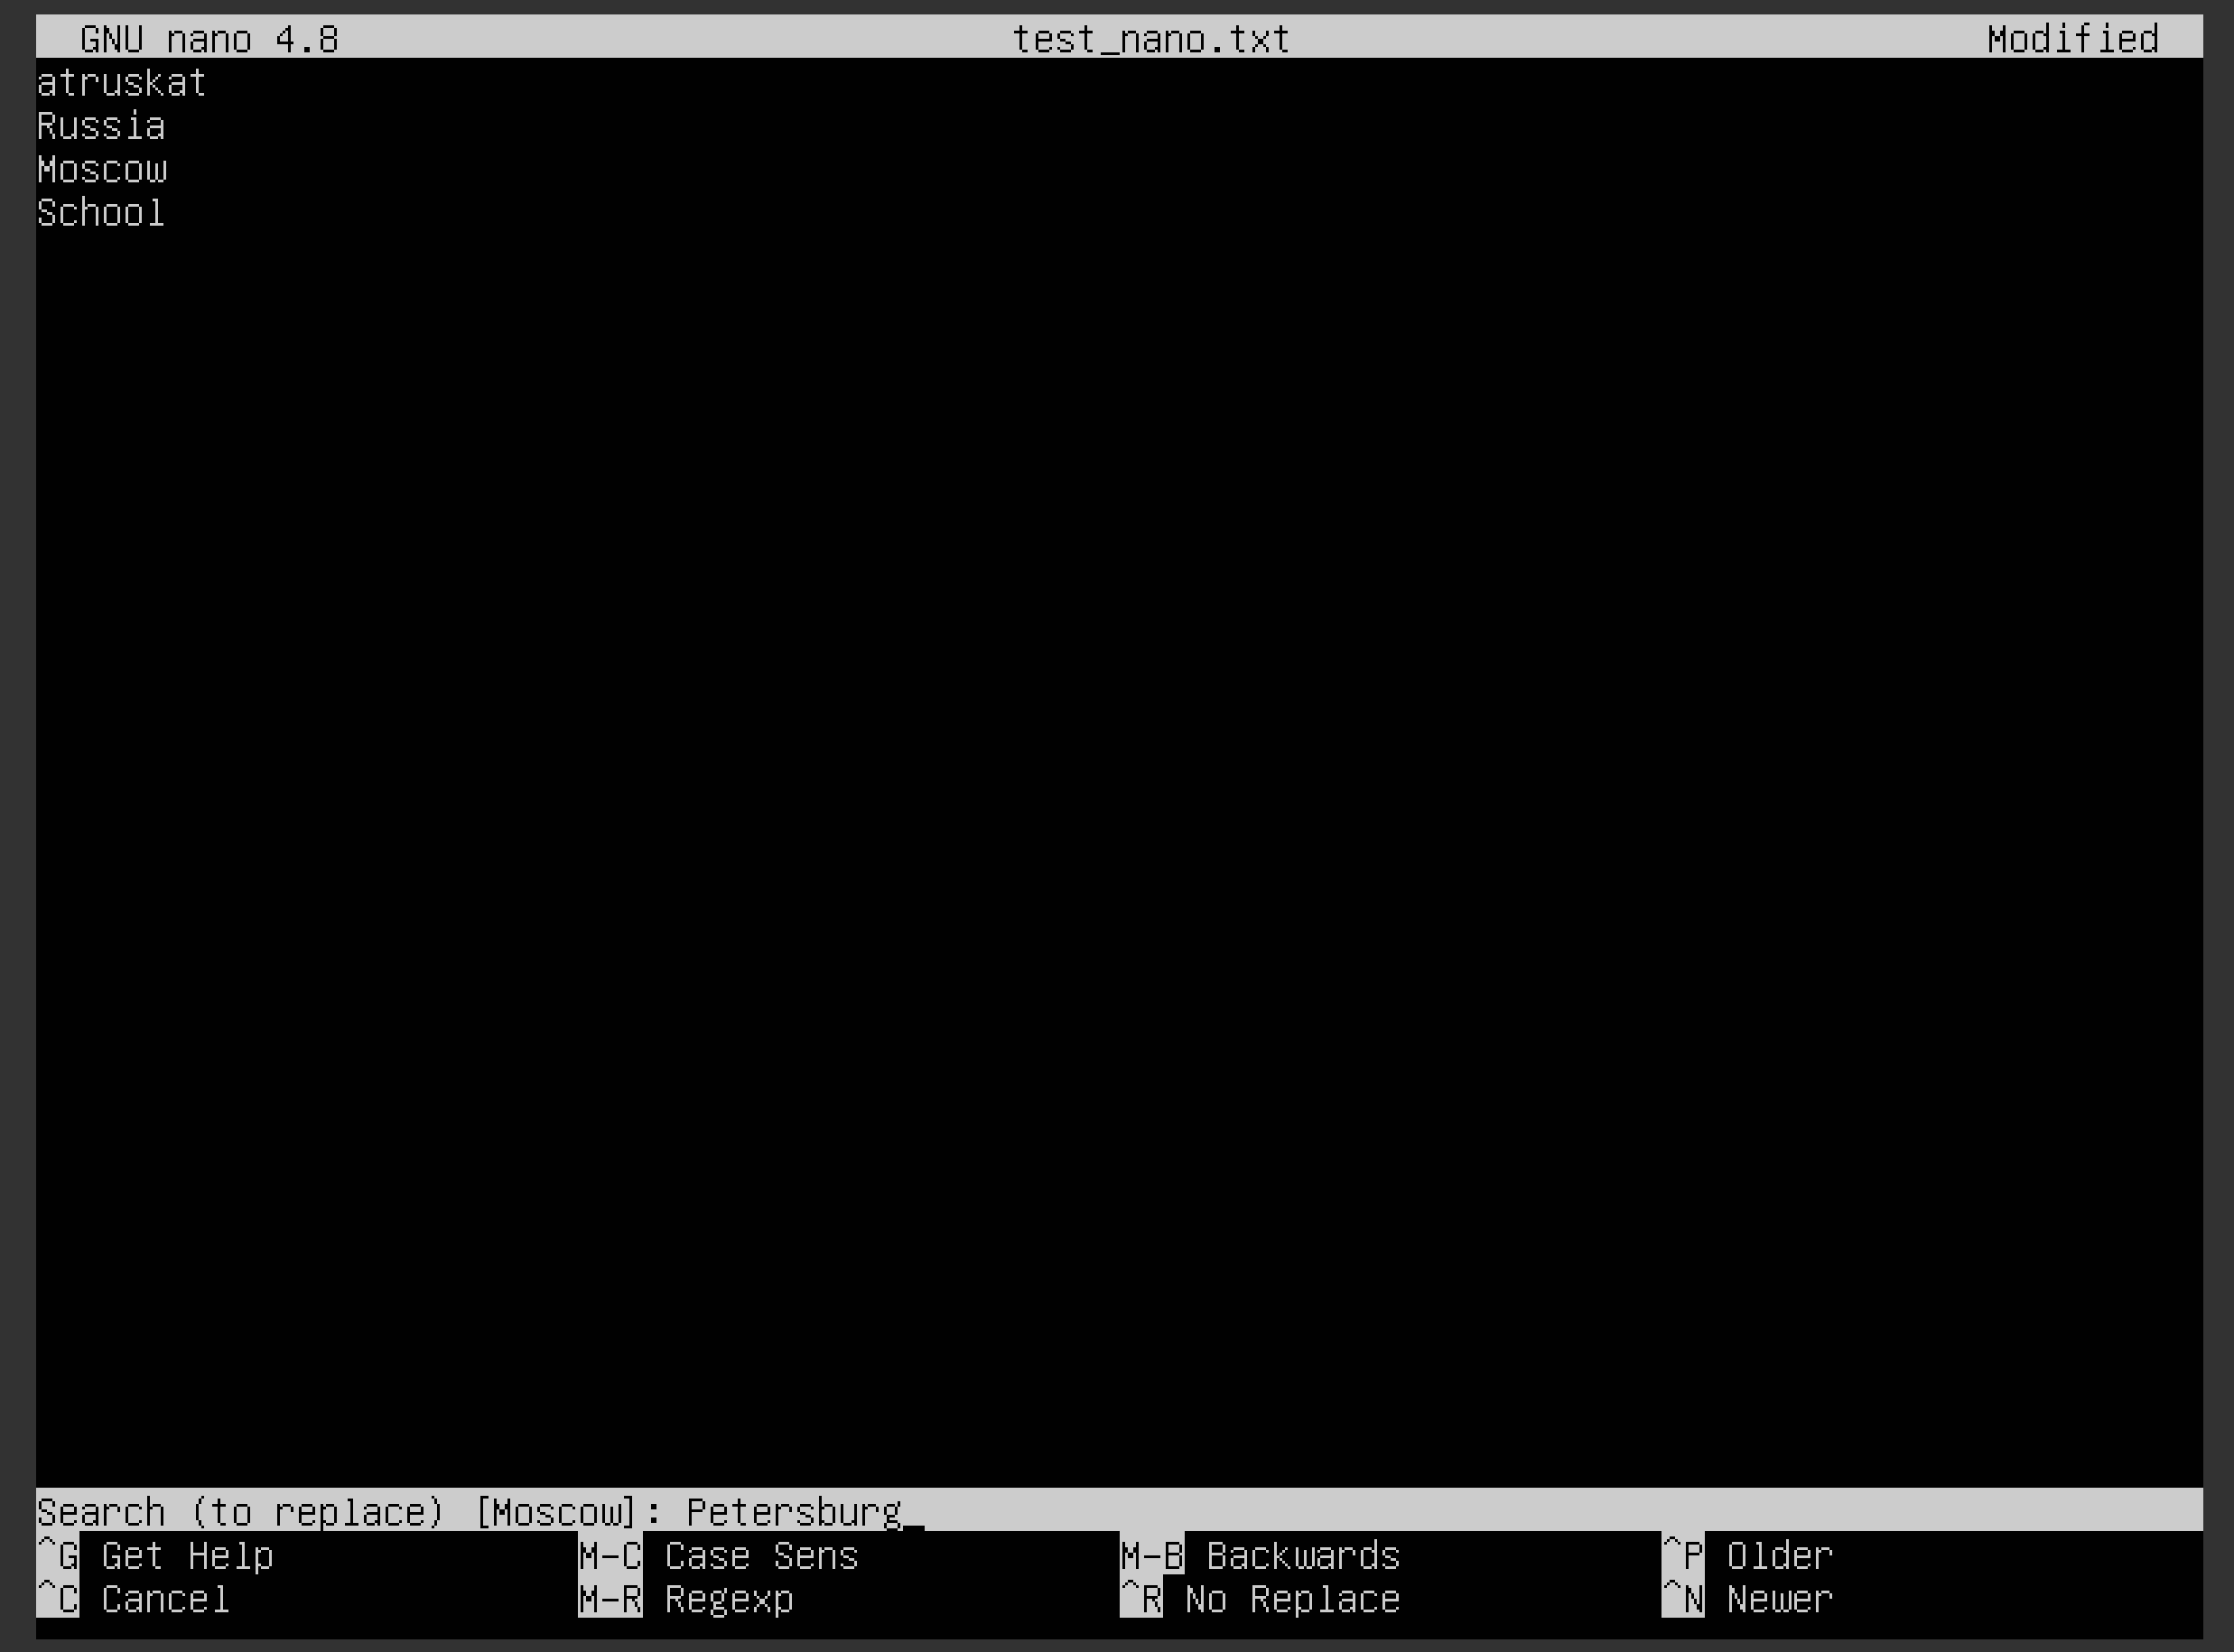 GNU nano 4.8 test_nano.txt Modified
atruskat
Russia
Moscow
School
Search (to replace) [Moscow]: Petersburg_
^G Get Help M-C Case Sens M-B Backwards ^P Older
^C Cancel M-R Regexp ^R No Replace ^N Newer